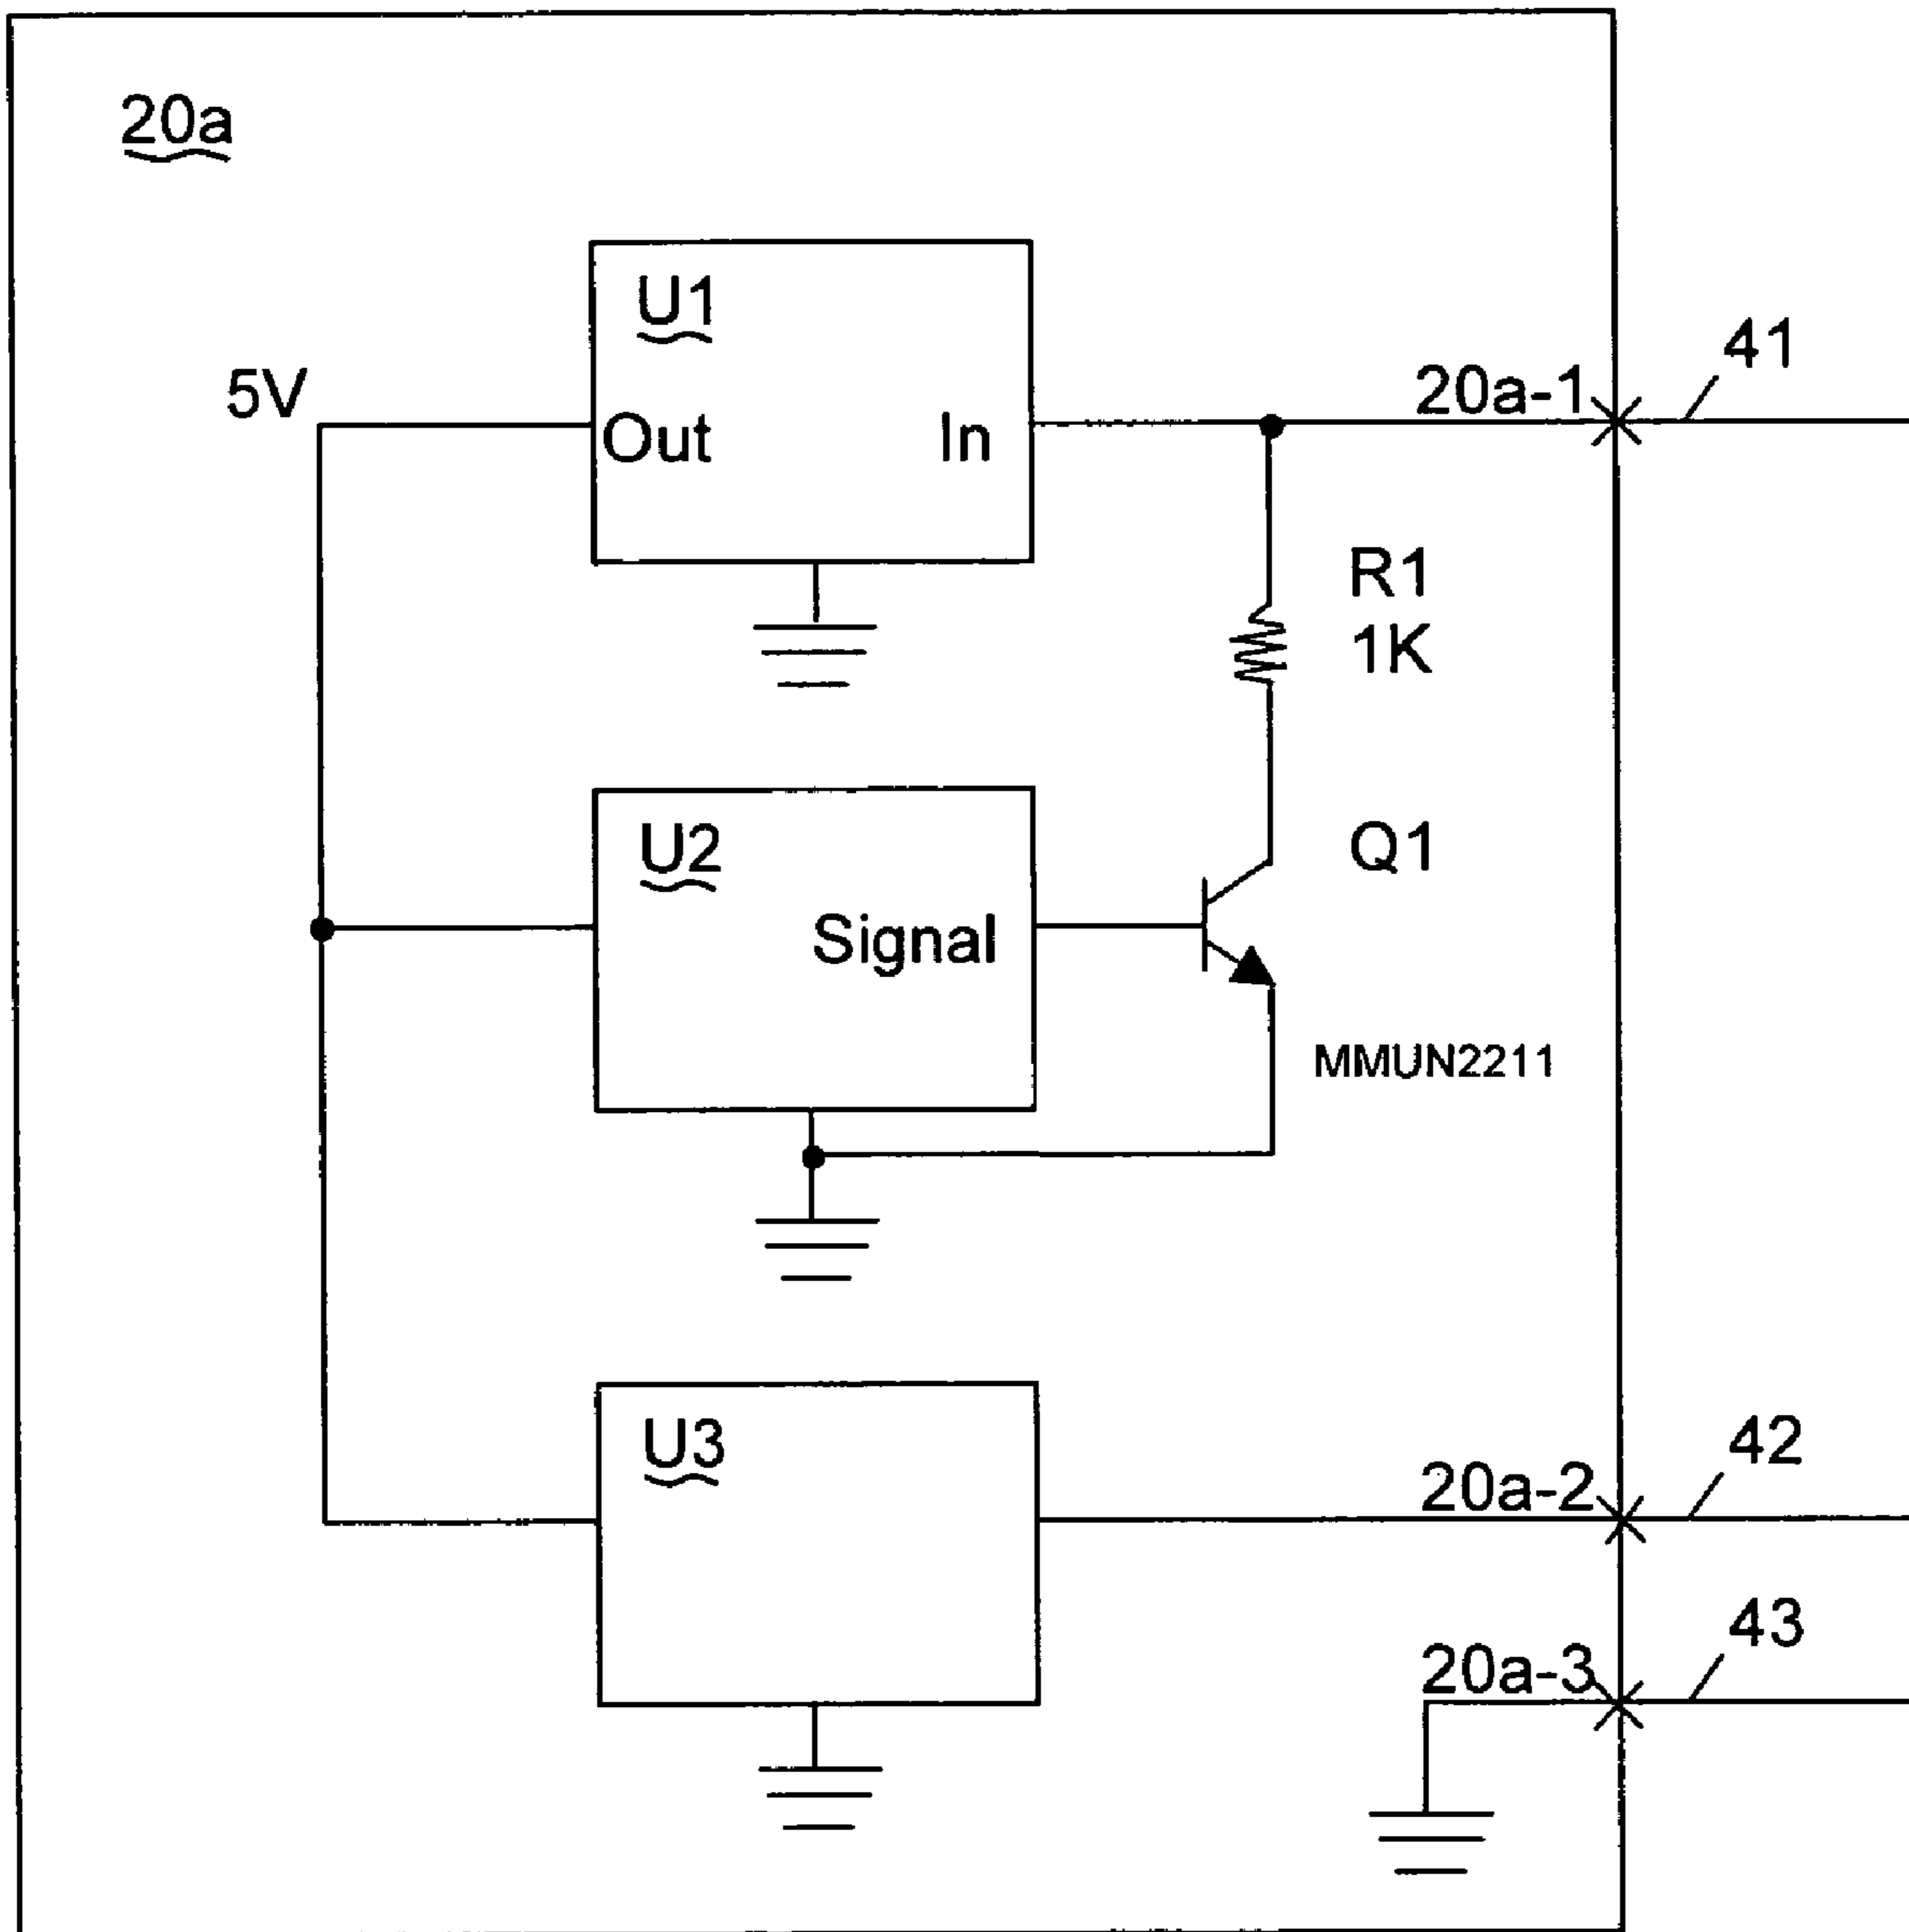 20a
U1
5V
Out
In
20a-1
41
R1
1K
U2
Signal
Q1
MMUN2211
U3
20a-2
42
20a-3
43